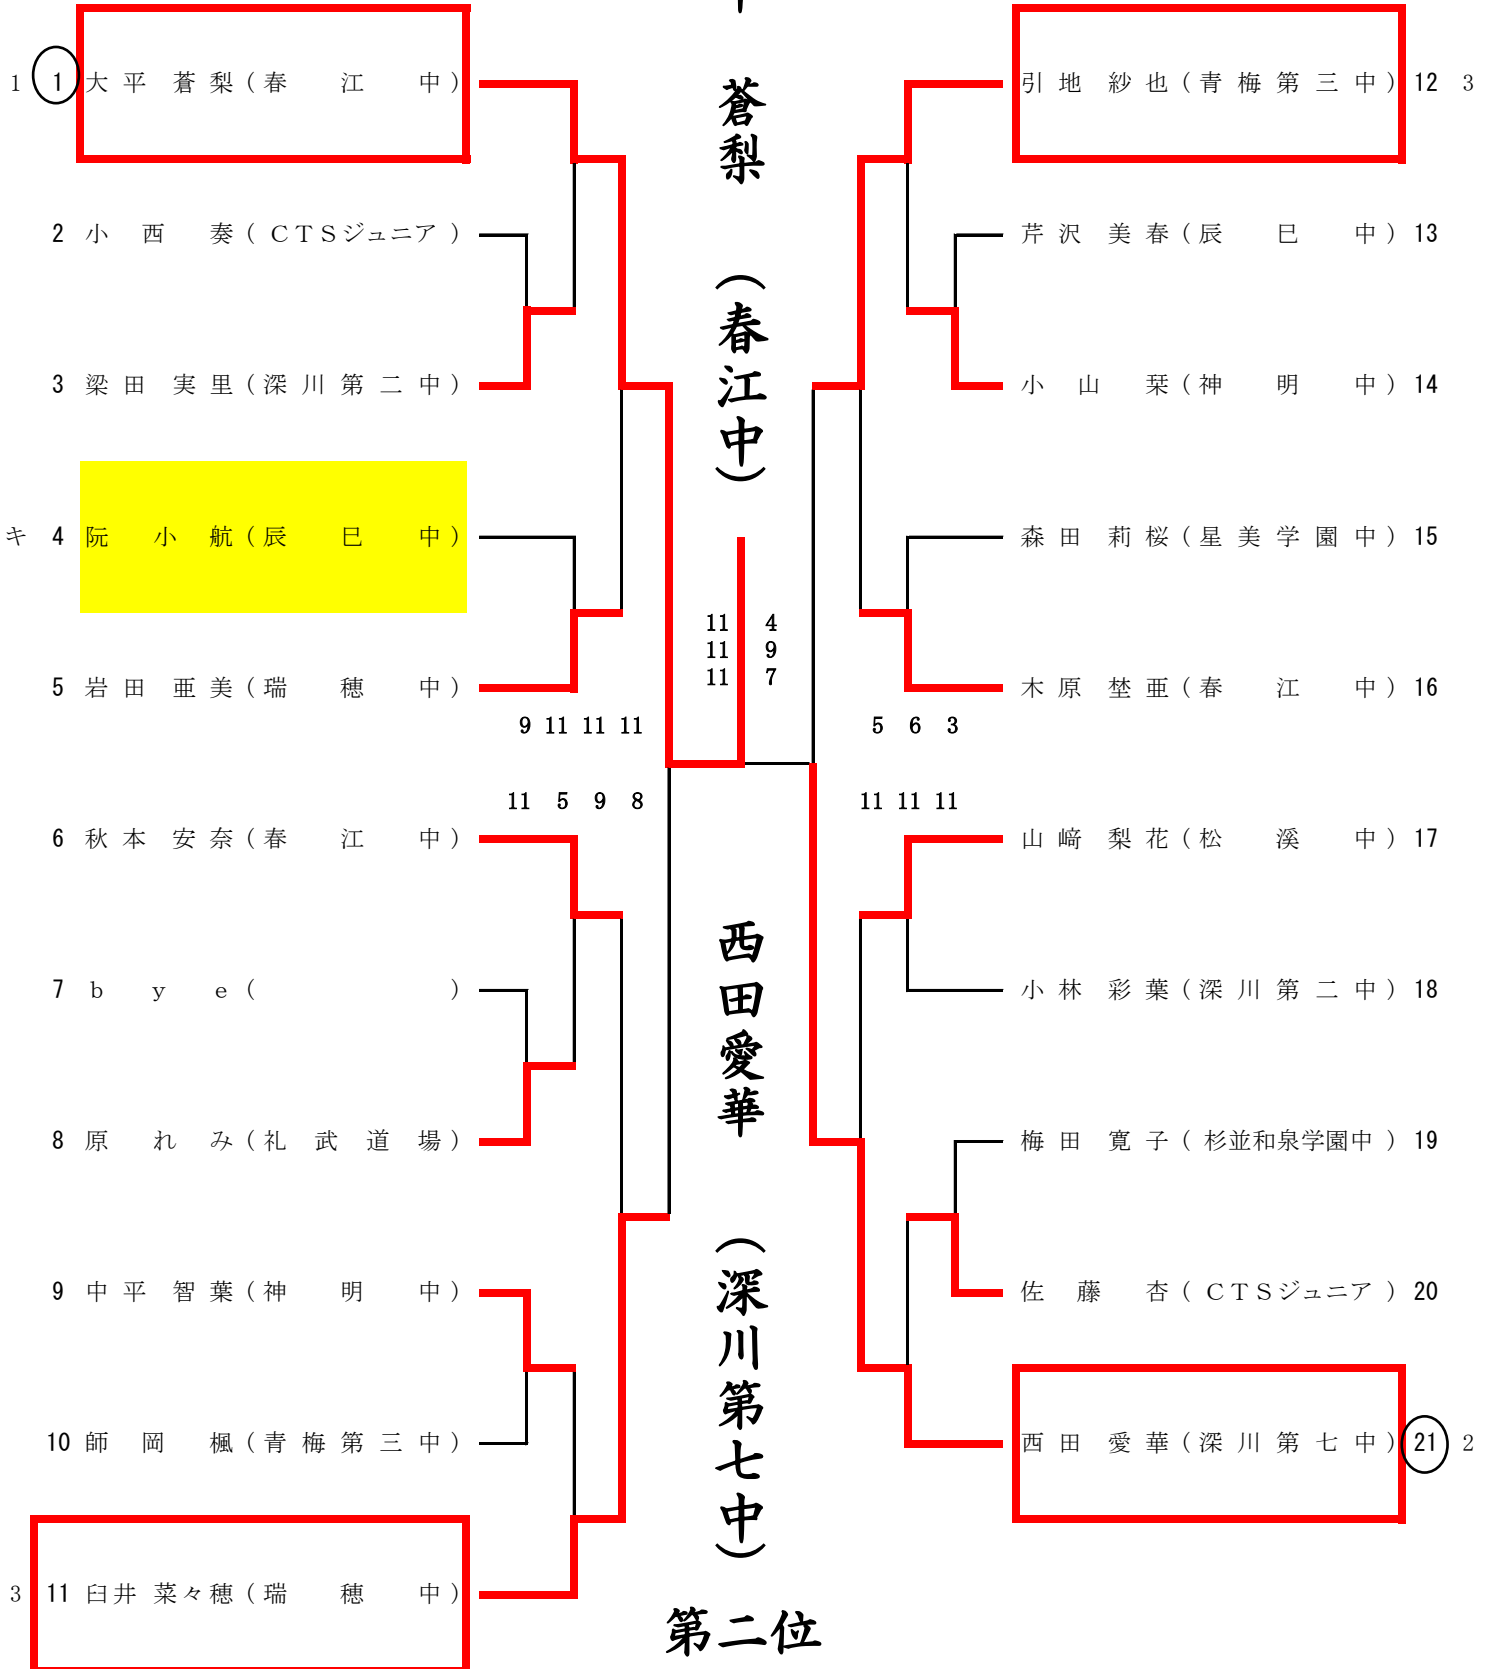 1 1 大平 蒼梨(春江中)
2 小西 奏(CTSジュニア)
3 梁田 実里(深川第二中)
キ 4 阮 小航(辰巳中)
5 岩田 亜美(瑞穂中)
9 11 11 11
11 5 9 8
6 秋本 安奈(春江中)
7 bye( )
8 原 れみ(礼武道場)
9 中平 智葉(神明中)
10 師岡 楓(青梅第三中)
3 11 臼井 菜々穂(瑞穂中)
蒼梨
(春江中)
11 4
11 9
11 7
西田愛華
(深川第七中)
第二位
引地 紗也(青梅第三中) 12 3
芹沢 美春(辰巳中) 13
小山 栞(神明中) 14
森田 莉桜(星美学園中) 15
木原 埜亜(春江中) 16
5 6 3
11 11 11
山﨑 梨花(松溪中) 17
小林 彩葉(深川第二中) 18
梅田 寛子(杉並和泉学園中) 19
佐藤 杏(CTSジュニア) 20
西田 愛華(深川第七中) 21 2